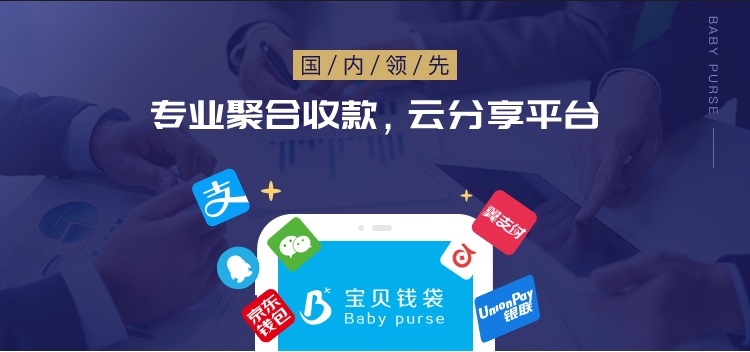 国/内/领/先
专业聚合收款，云分享平台
BABY PURSE
支
翼支付
京东
钱包
B
宝贝钱袋
Baby purse
UnionPay
银联